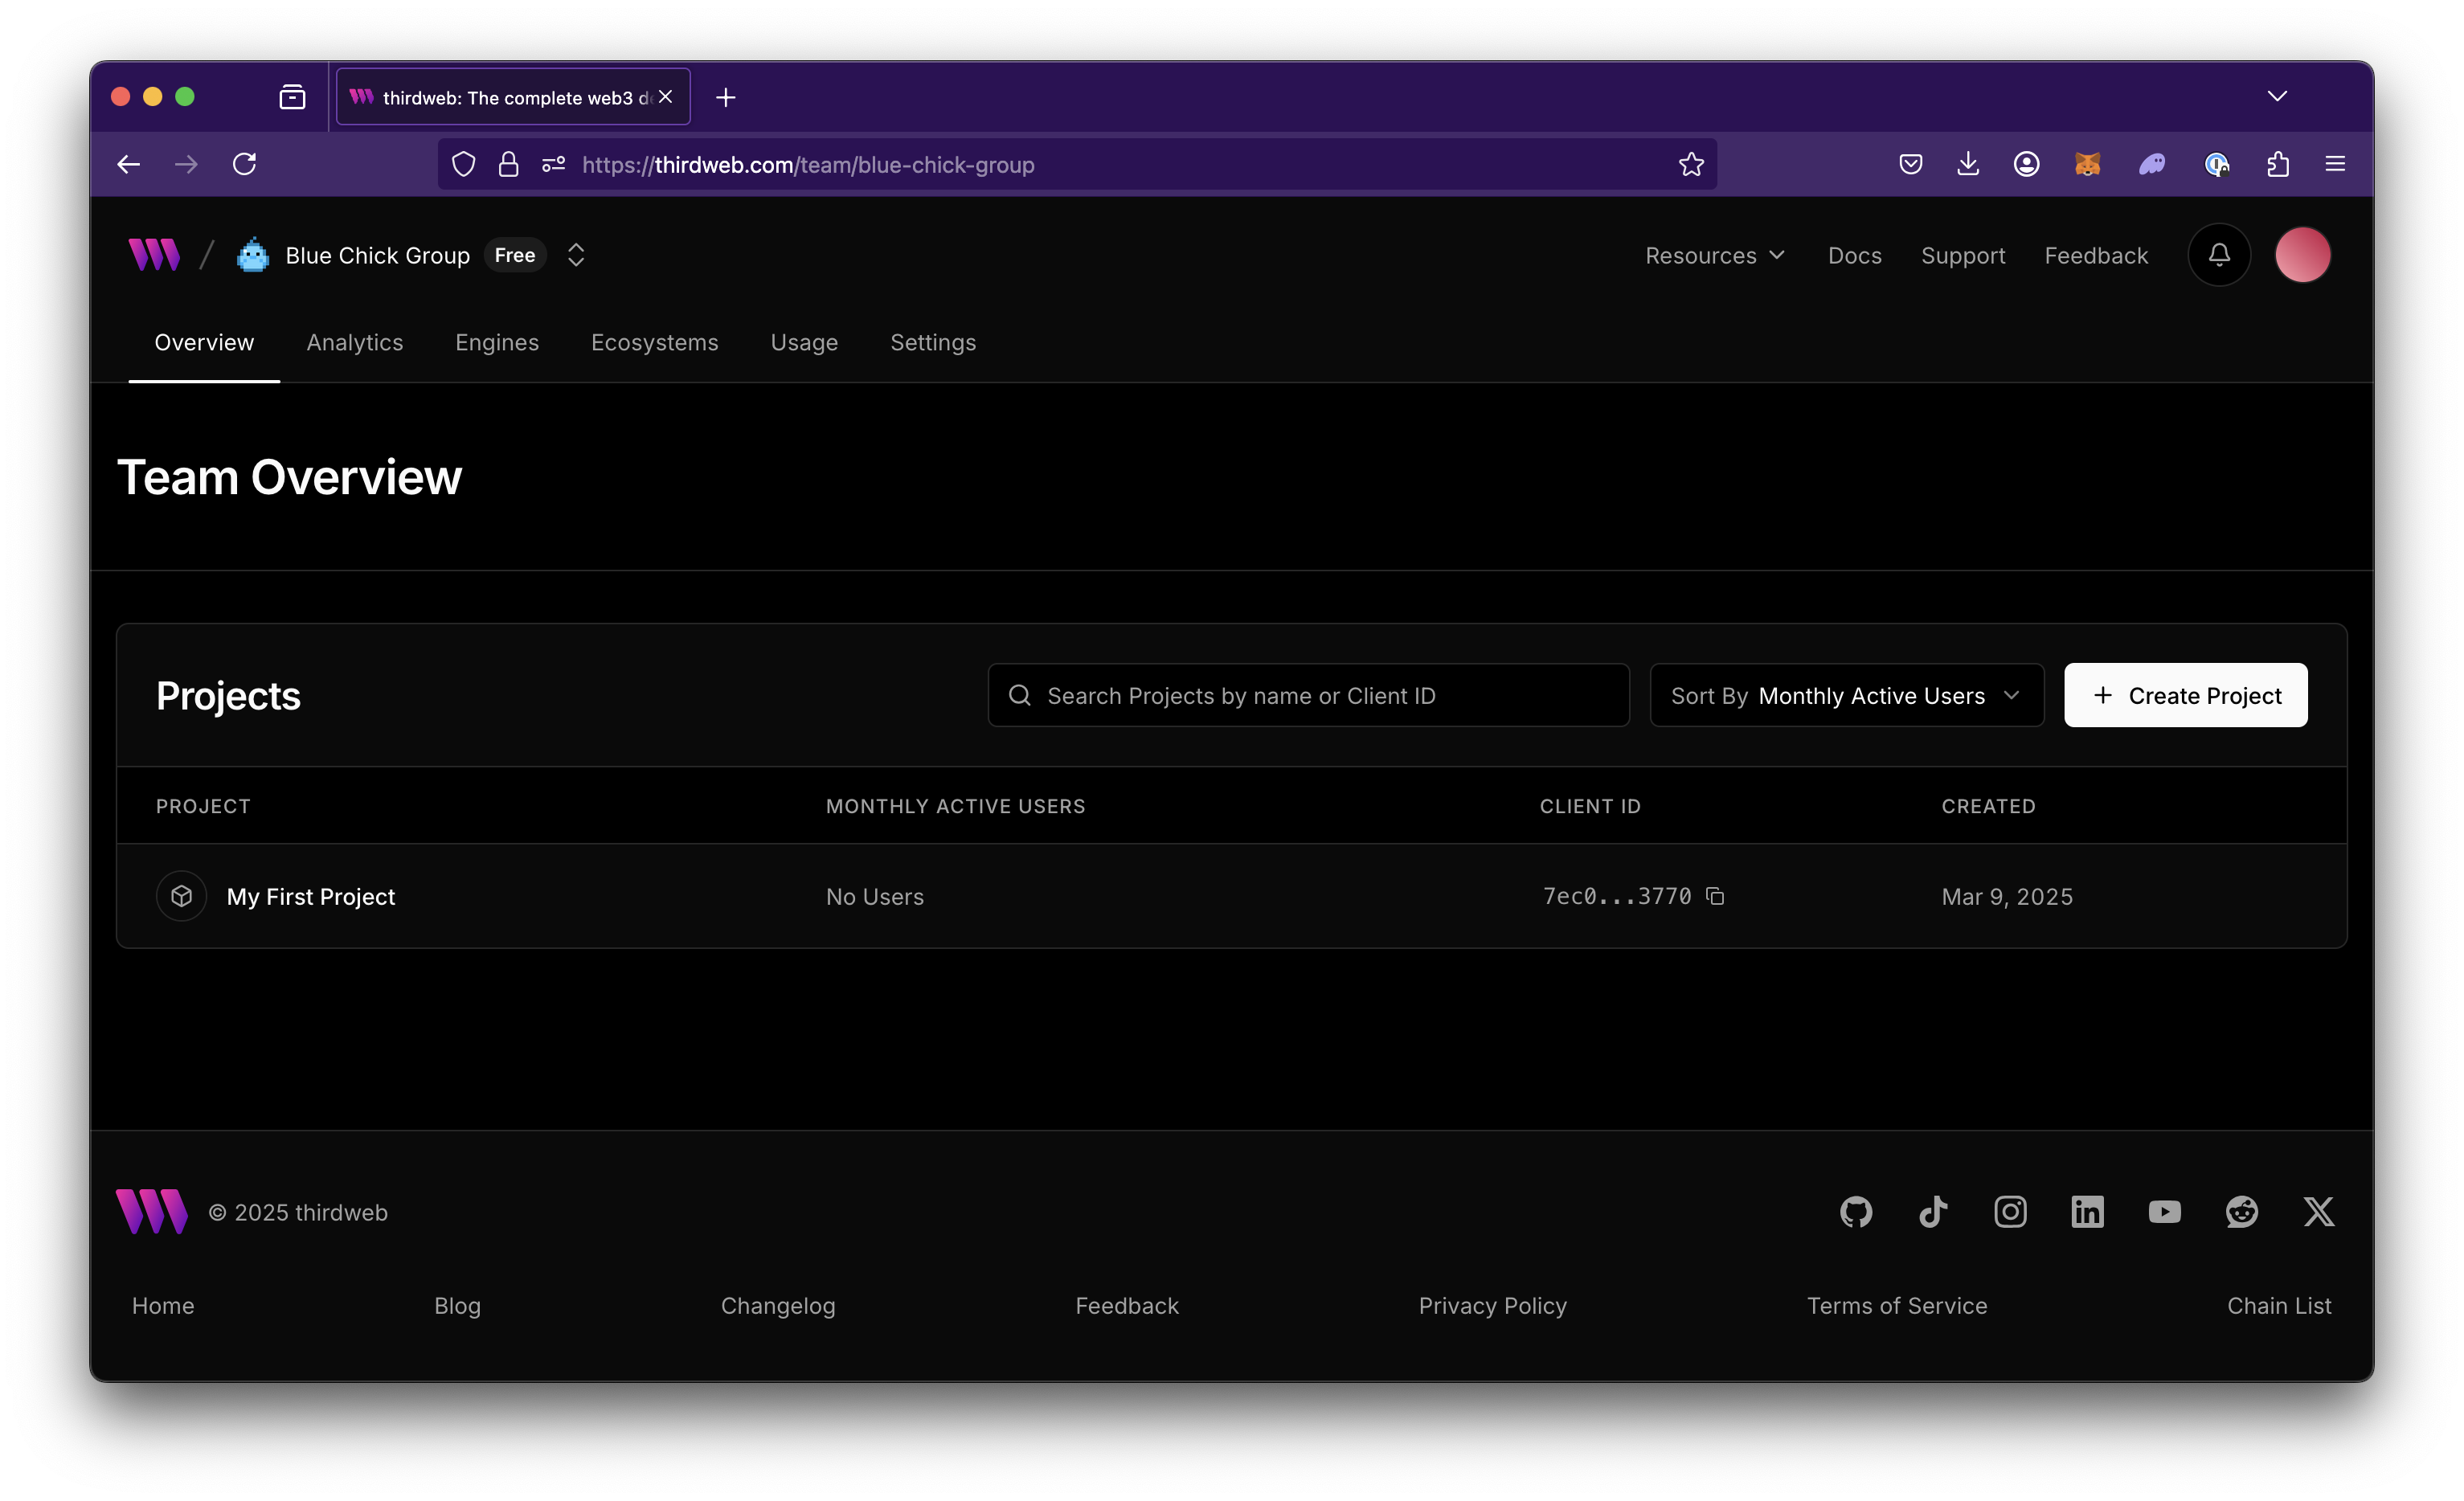 thirdweb: The complete web3 d
https://thirdweb.com/team/blue-chick-group
Blue Chick Group Free
Resources Docs Support Feedback
Overview Analytics Engines Ecosystems Usage Settings
Team Overview
Projects
Search Projects by name or Client ID
Sort By Monthly Active Users
Create Project
PROJECT MONTHLY ACTIVE USERS CLIENT ID CREATED
My First Project No Users 7ec0...3770 Mar 9, 2025
© 2025 thirdweb
Home Blog Changelog Feedback Privacy Policy Terms of Service Chain List